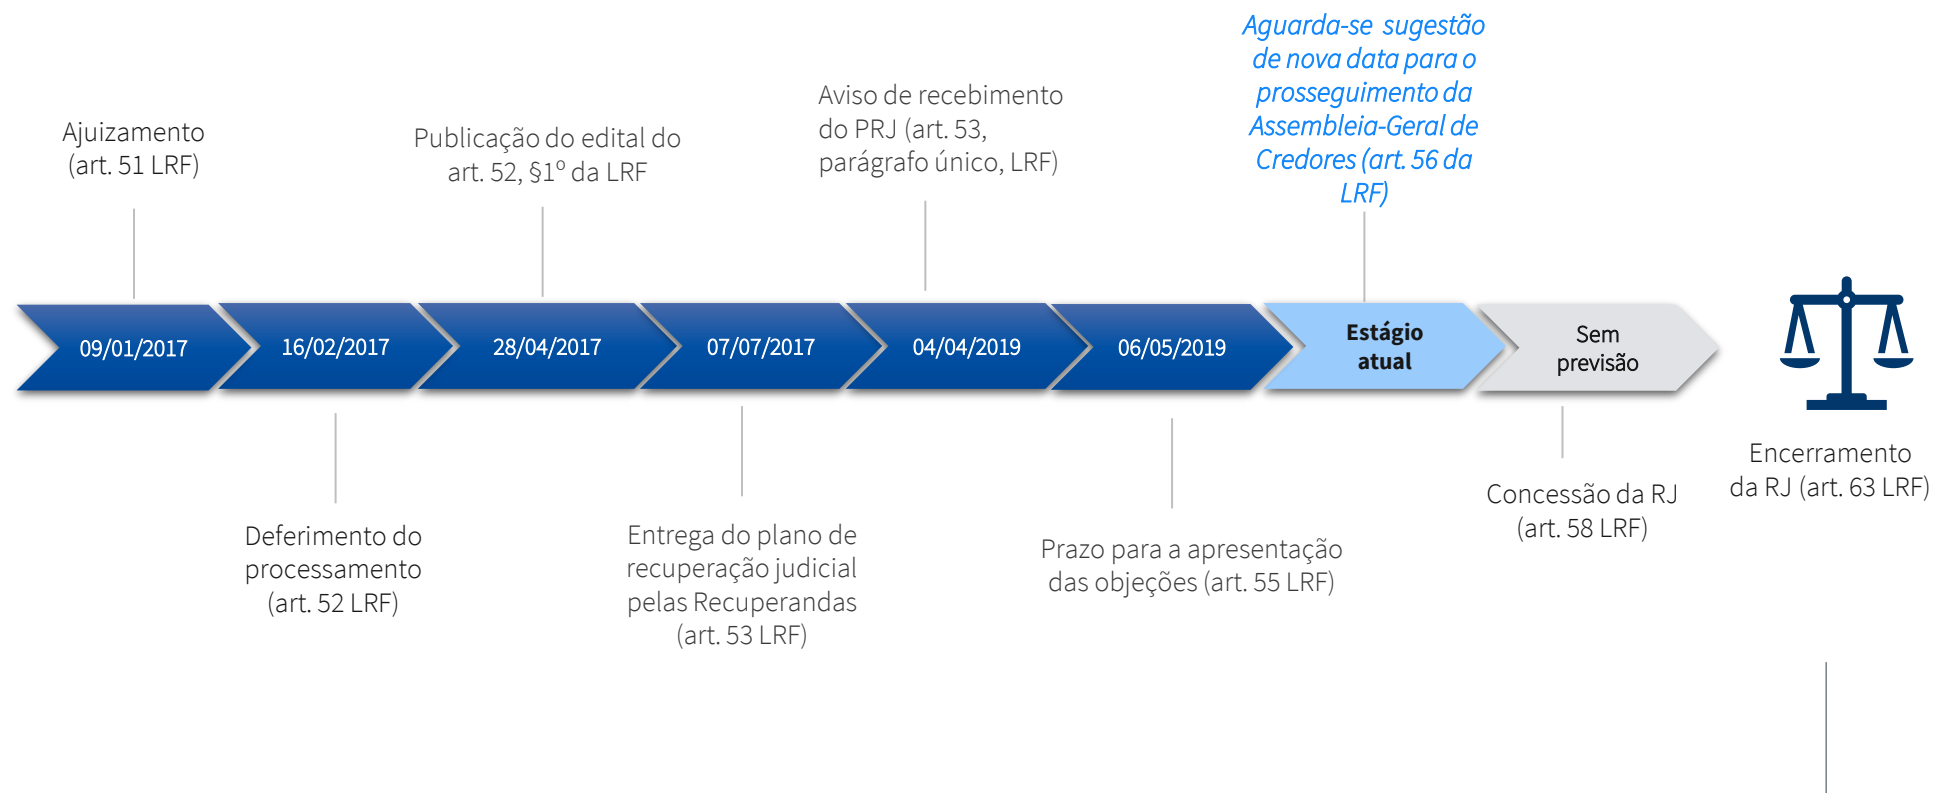 Ajuizamento
(art. 51 LRF)
Publicação do edital do
art. 52, §1º da LRF
Aviso de recebimento
do PRJ (art. 53,
parágrafo único, LRF)
Aguarda-se sugestão
de nova data para o
prosseguimento da
Assembleia-Geral de
Credores (art. 56 da
LRF)
09/01/2017
16/02/2017
28/04/2017
07/07/2017
04/04/2019
06/05/2019
Estágio
atual
Sem
previsão
Deferimento do
processamento
(art. 52 LRF)
Entrega do plano de
recuperação judicial
pelas Recuperandas
(art. 53 LRF)
Prazo para a apresentação
das objeções (art. 55 LRF)
Concessão da RJ
(art. 58 LRF)
Encerramento
da RJ (art. 63 LRF)